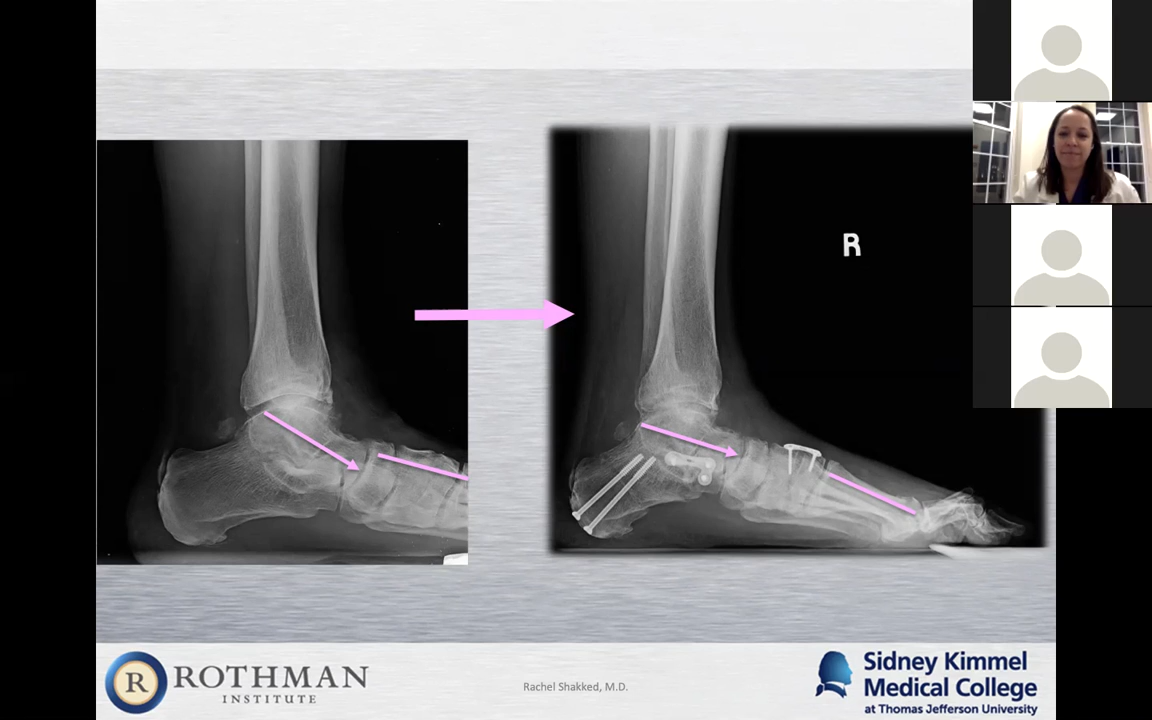 R
R ROTHMAN
INSTITUTE
Rachel Shakked, M.D.
Sidney Kimmel
Medical College
at Thomas Jefferson University